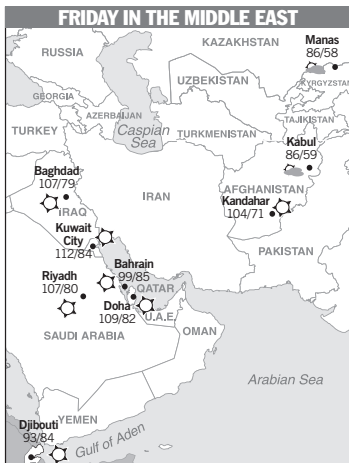 FRIDAY IN THE MIDDLE EAST
KAZAKHSTAN
Manas
86/58
RUSSIA
UZBEKISTAN
KYRGYZSTAN
GEORGIA
AZERBAIJAN
TAJIKISTAN
TURKEY
Caspian
Sea
TURKMENISTAN
Kabul
86/59
Baghdad
107/79
IRAN
AFGHANISTAN
Kandahar
104/71
IRAQ
Kuwait
City
112/84
PAKISTAN
Bahrain
99/85
Riyadh
107/80
QATAR
Doha
109/82
U.A.E.
OMAN
SAUDI ARABIA
Arabian Sea
YEMEN
Djibouti
93/84
Gulf of Aden